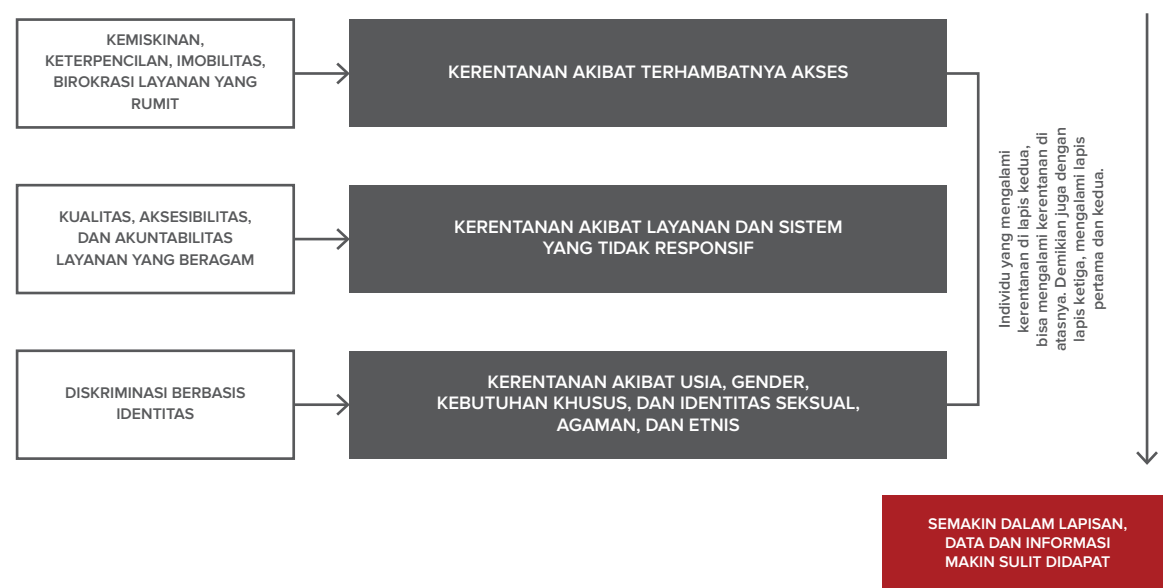 KEMISKINAN,
KETERPENCILAN, IMOBILITAS,
BIROKRASI LAYANAN YANG
RUMIT
KERENTANAN AKIBAT TERHAMBATNYA AKSES
KUALITAS, AKSESIBILITAS,
DAN AKUNTABILITAS
LAYANAN YANG BERAGAM
KERENTANAN AKIBAT LAYANAN DAN SISTEM
YANG TIDAK RESPONSIF
DISKRIMINASI BERBASIS
IDENTITAS
KERENTANAN AKIBAT USIA, GENDER,
KEBUTUHAN KHUSUS, DAN IDENTITAS SEKSUAL,
AGAMAN, DAN ETNIS
Individu yang mengalami
kerentanan di lapis kedua,
bisa mengalami kerentanan di
atasnya. Demikian juga dengan
lapis ketiga, mengalami lapis
pertama dan kedua.
SEMAKIN DALAM LAPISAN,
DATA DAN INFORMASI
MAKIN SULIT DIDAPAT